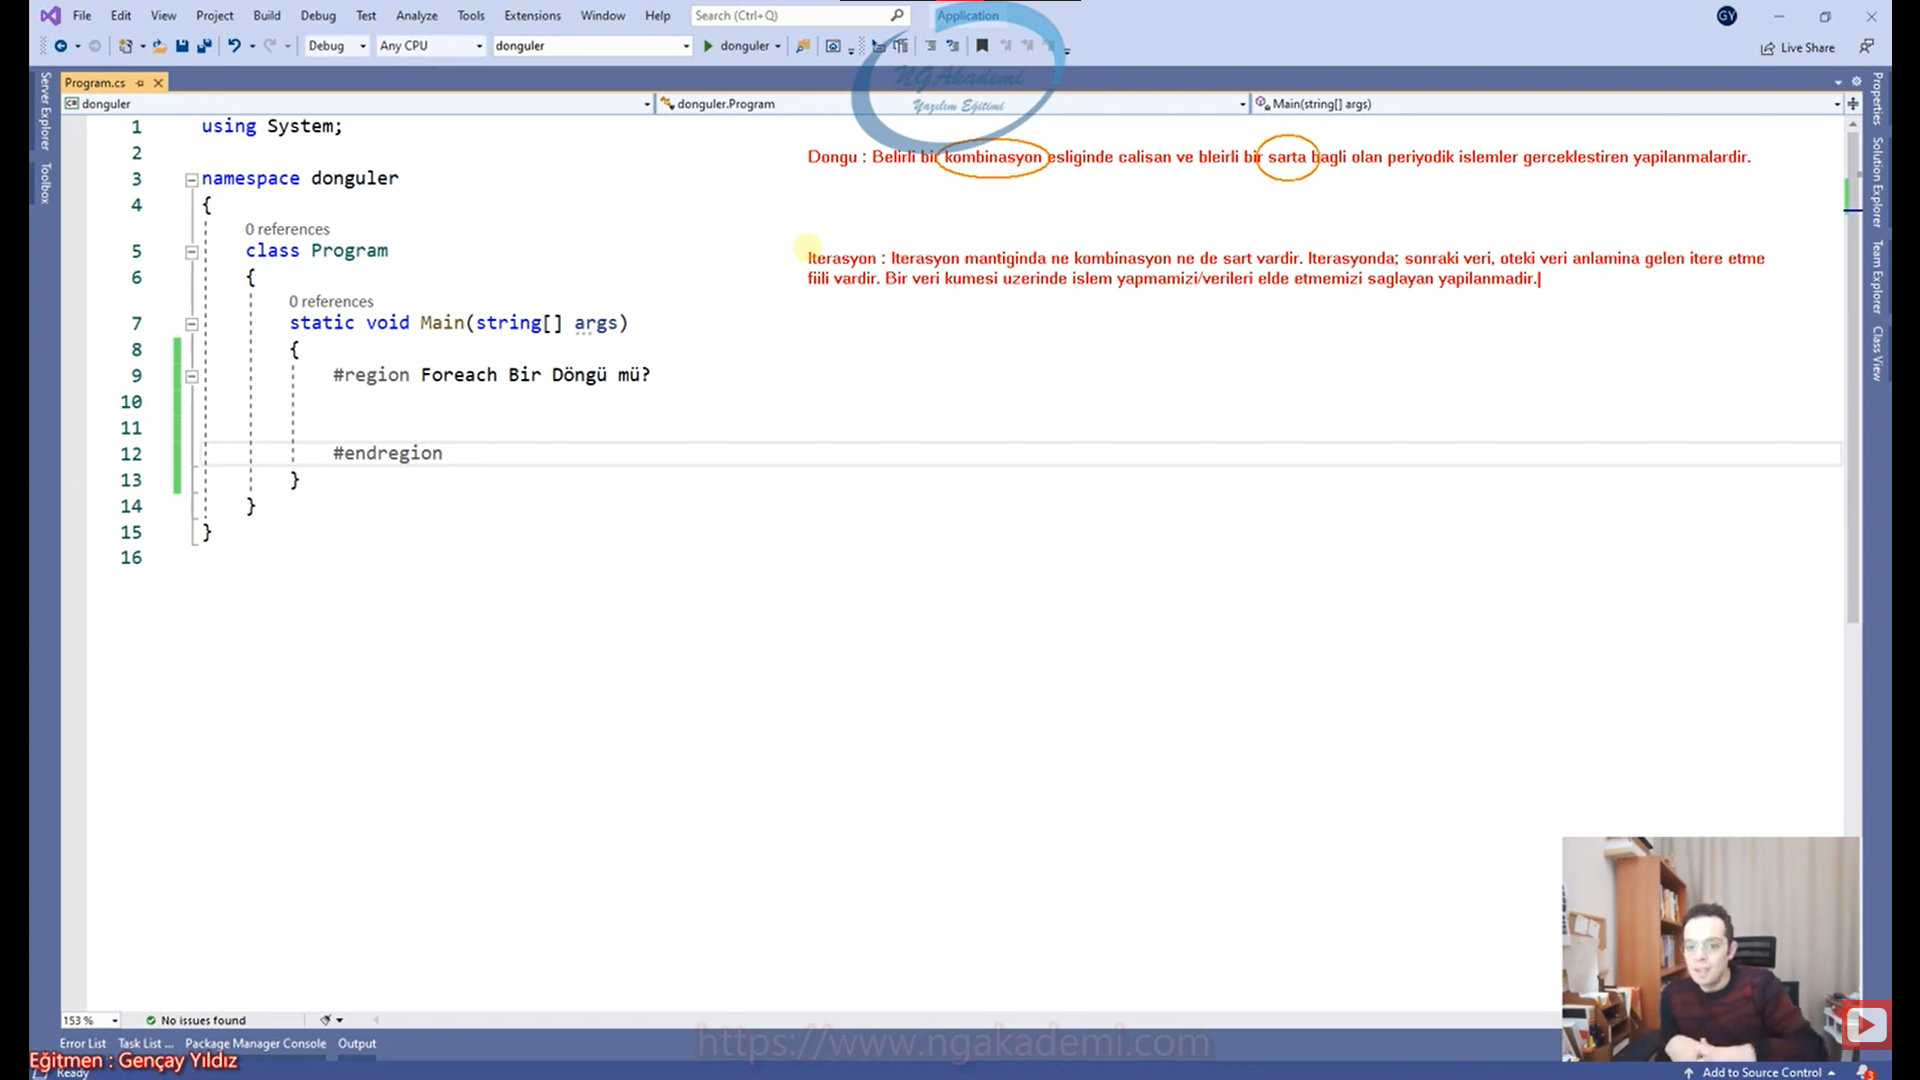 File Edit View Project Build Debug Test Analyze Tools Extensions Window Help Search (Ctrl+Q) Application GY
Debug Any CPU donguler donguler Live Share
NGAkademi
Yazılım Eğitimi
Program.cs
donguler donguler.Program Main(string[] args)
Server Explorer
Toolbox
Properties
Solution Explorer
Team Explorer
Class View
1 using System;
2
Dongu : Belirli bir kombinasyon esliginde calisan ve bleirli bir sarta bagli olan periyodik islemler gerceklestiren yapilanmalardir.
3 namespace donguler
4 {
0 references
5 class Program
Iterasyon : Iterasyon mantiginda ne kombinasyon ne de sart vardir. Iterasyonda; sonraki veri, oteki veri anlamina gelen itere etme
6 {
fiili vardir. Bir veri kumesi uzerinde islem yapmamizi/verileri elde etmemizi saglayan yapilanmadir.
0 references
7 static void Main(string[] args)
8 {
9 #region Foreach Bir Döngü mü?
10
11
12 #endregion
13 }
14 }
15 }
16
153 % No issues found
Error List Task List ... Package Manager Console Output
https://www.ngakademi.com
Eğitmen : Gençay Yıldız
Ready Add to Source Control 3